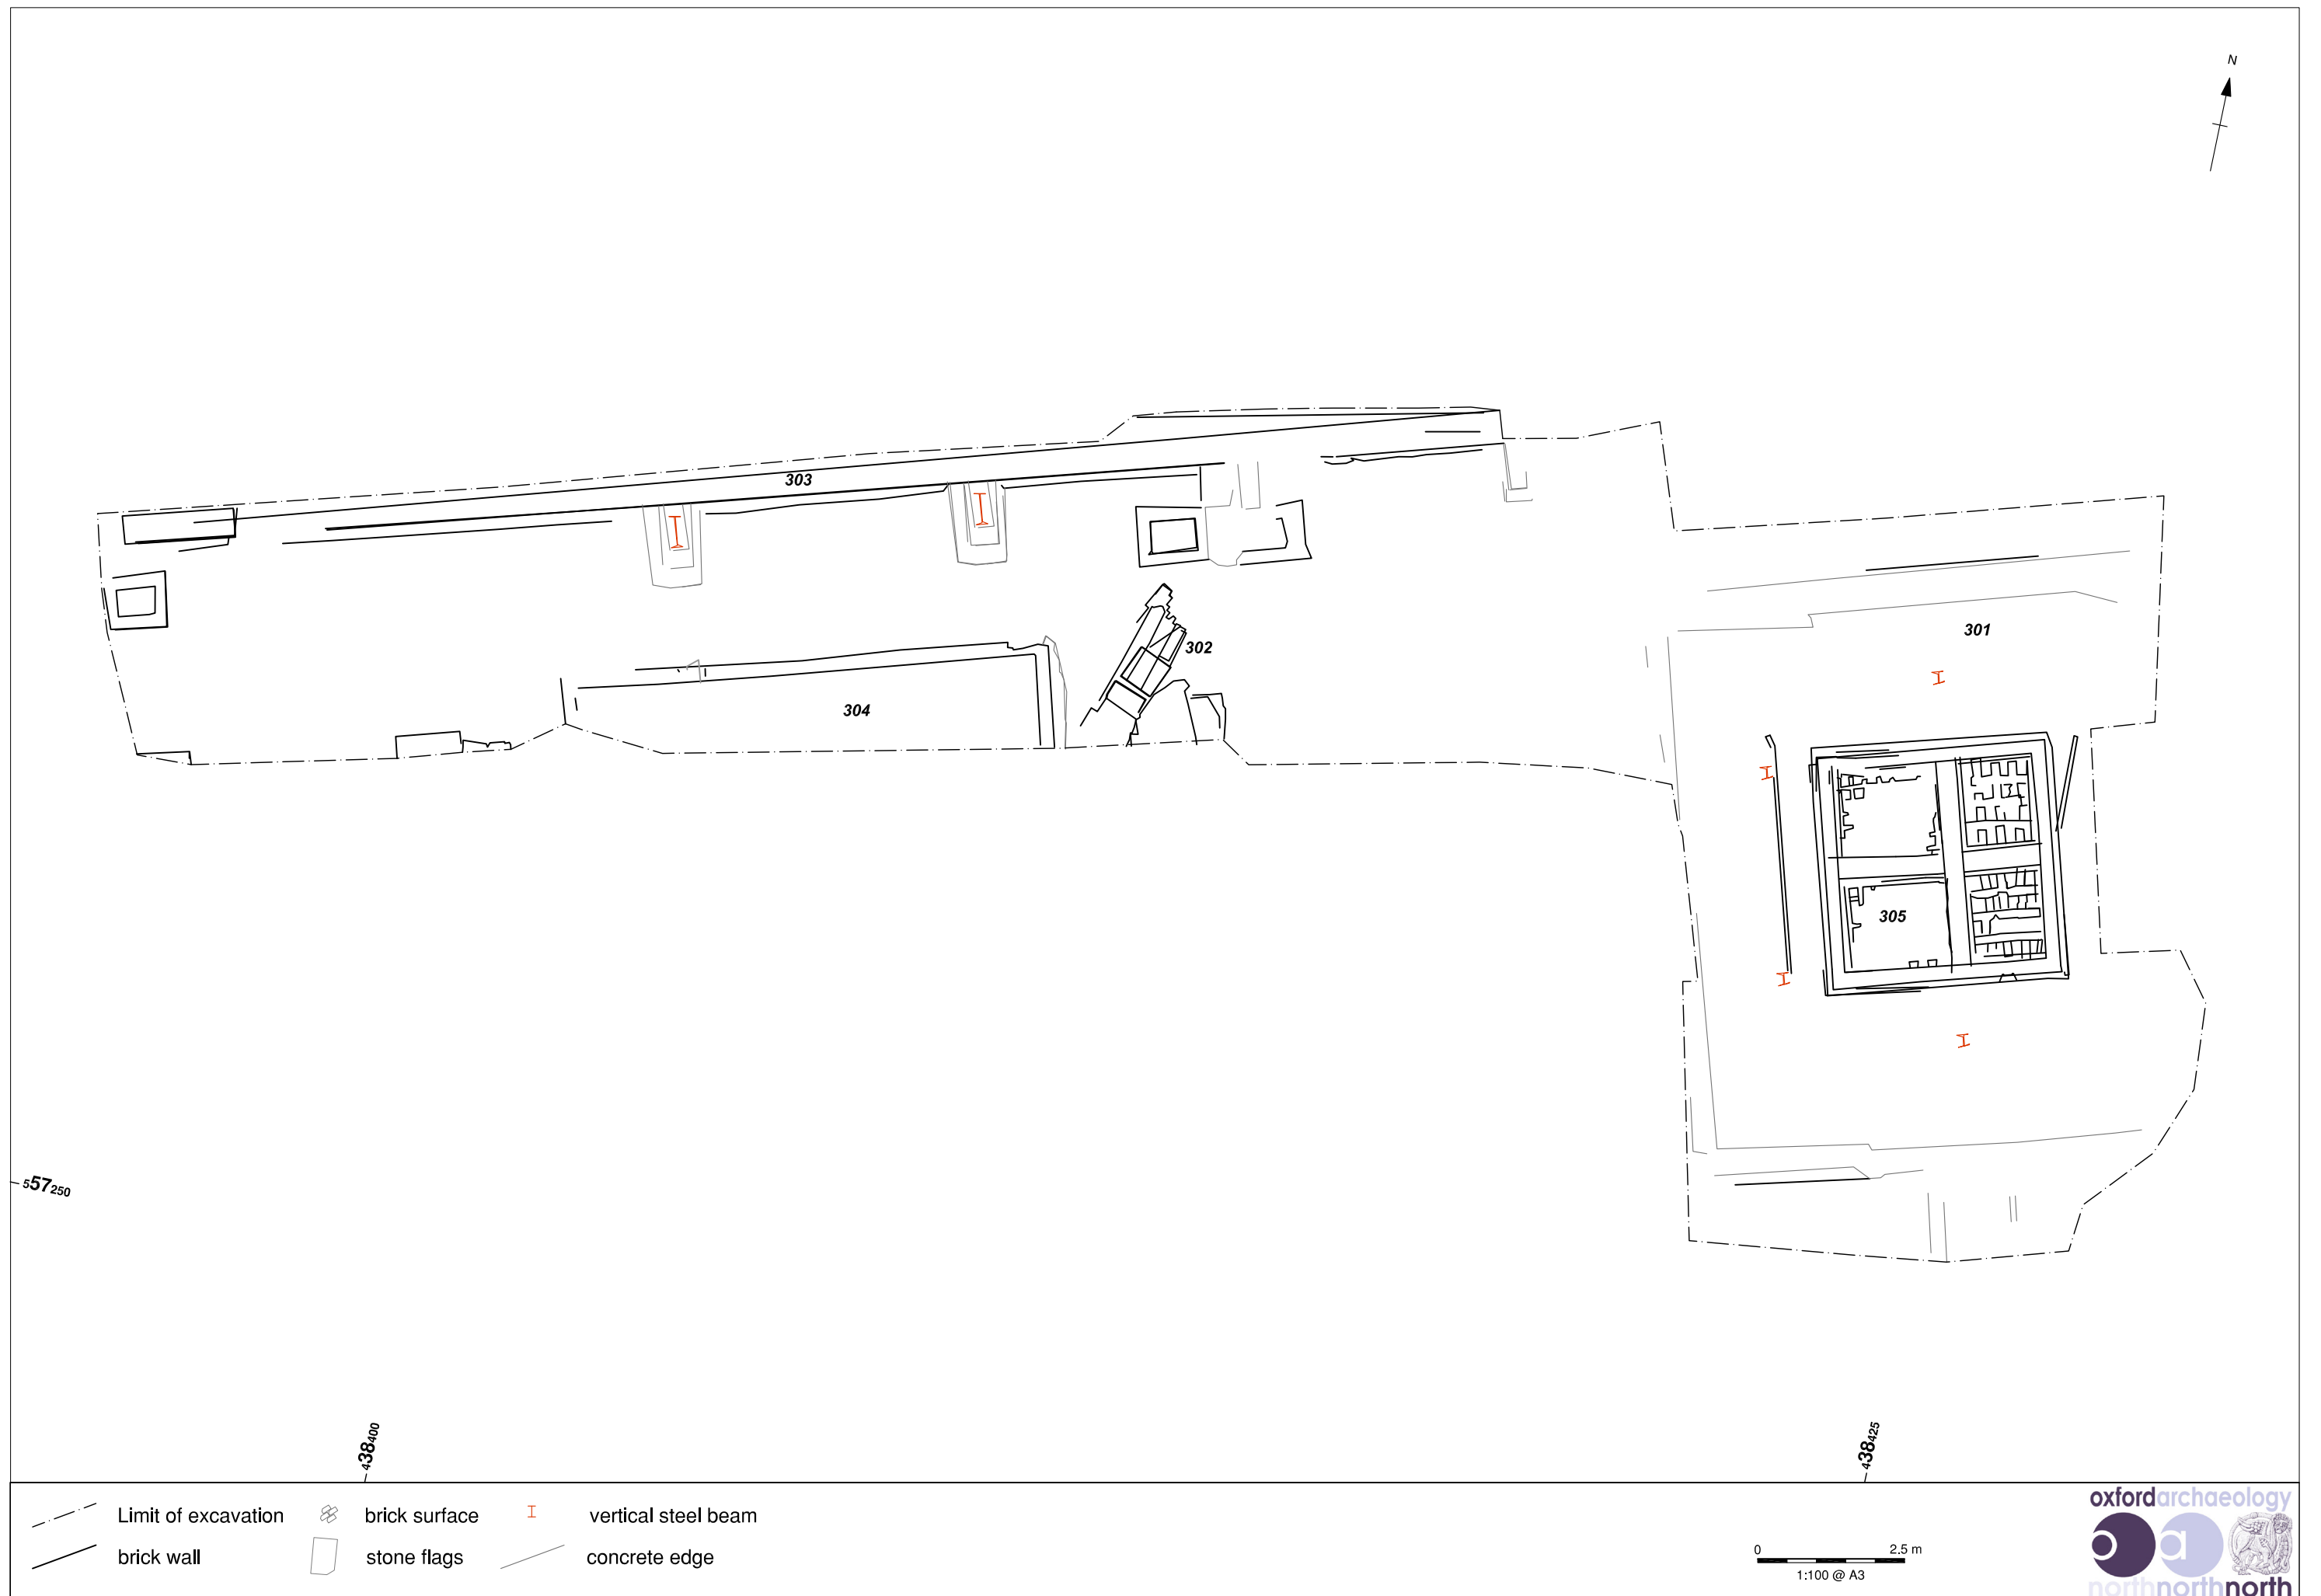 N
303
302
301
304
305
557250
438400
438425
Limit of excavation
brick surface
vertical steel beam
brick wall
stone flags
concrete edge
0 2.5 m
1:100 @ A3
oxfordarchaeology
oa
northnorthnorth